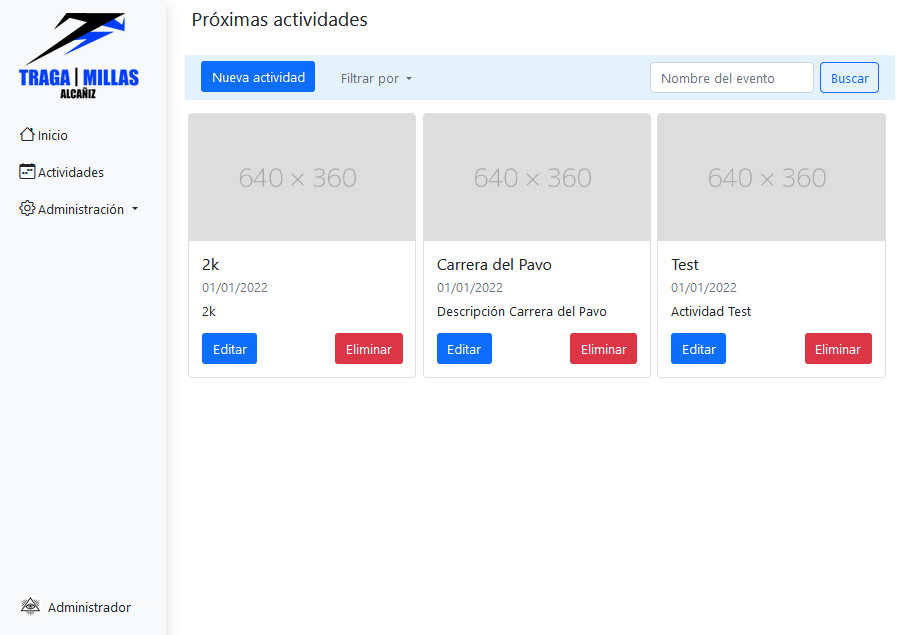 TRAGA | MILLAS
ALCAÑIZ
Inicio
Actividades
Administración
Administrador
Próximas actividades
Nueva actividad
Filtrar por
Nombre del evento
Buscar
640 × 360
2k
01/01/2022
2k
Editar
Eliminar
640 × 360
Carrera del Pavo
01/01/2022
Descripción Carrera del Pavo
Editar
Eliminar
640 × 360
Test
01/01/2022
Actividad Test
Editar
Eliminar